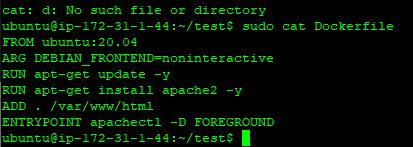 cat: d: No such file or directory
ubuntu@ip-172-31-1-44:~/test$ sudo cat Dockerfile
FROM ubuntu:20.04
ARG DEBIAN_FRONTEND=noninteractive
RUN apt-get update -y
RUN apt-get install apache2 -y
ADD . /var/www/html
ENTRYPOINT apachectl -D FOREGROUND
ubuntu@ip-172-31-1-44:~/test$